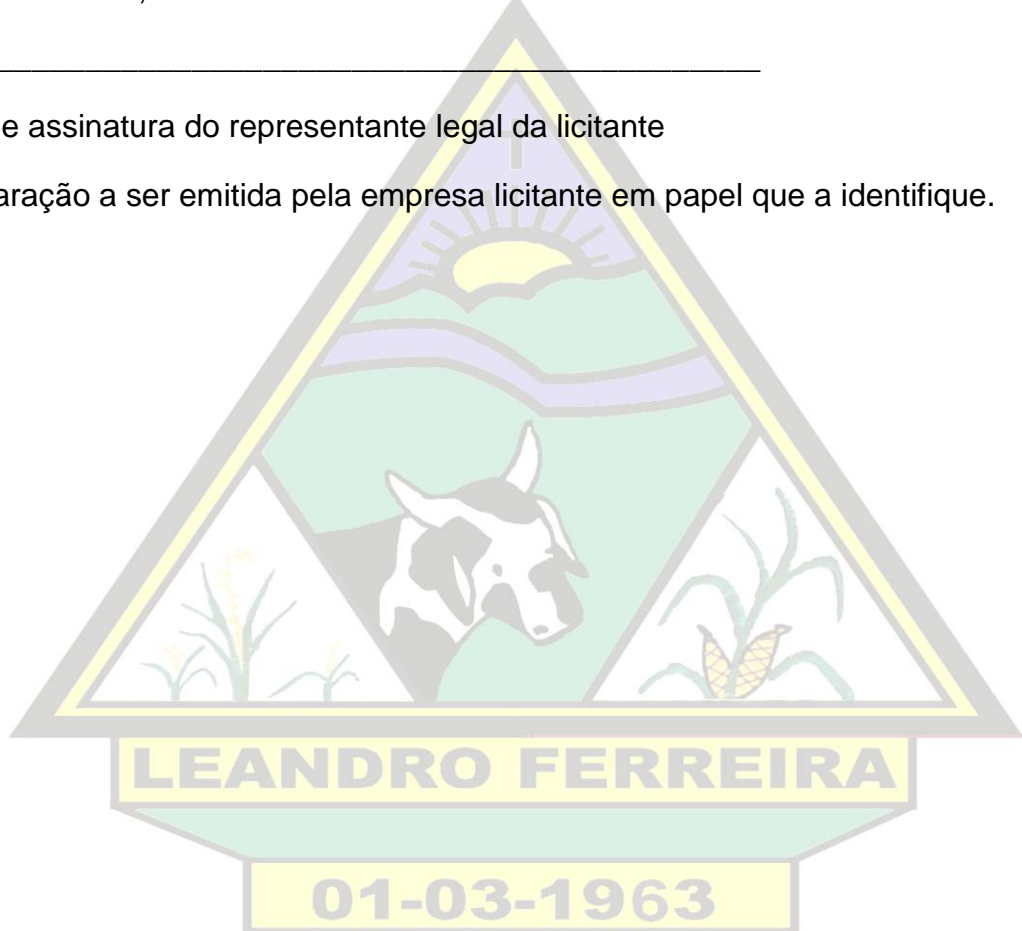 e assinatura do representante legal da licitante
aração a ser emitida pela empresa licitante em papel que a identifique.
LEANDRO FERREIRA
01-03-1963